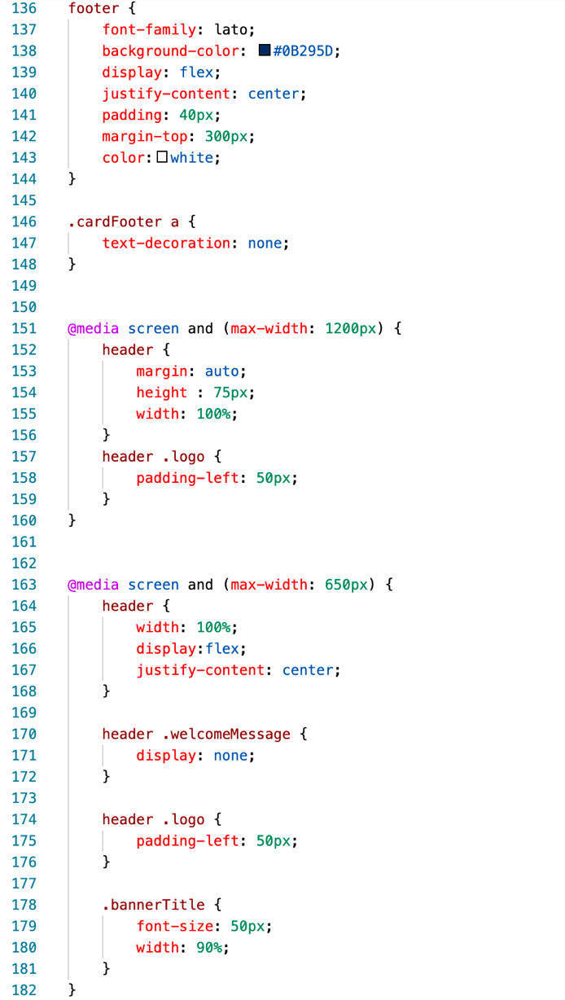 136 footer {
137     font-family: lato;
138     background-color: #0B295D;
139     display: flex;
140     justify-content: center;
141     padding: 40px;
142     margin-top: 300px;
143     color:white;
144 }
145
146 .cardFooter a {
147     text-decoration: none;
148 }
149
150
151 @media screen and (max-width: 1200px) {
152     header {
153         margin: auto;
154         height : 75px;
155         width: 100%;
156     }
157     header .logo {
158         padding-left: 50px;
159     }
160 }
161
162
163 @media screen and (max-width: 650px) {
164     header {
165         width: 100%;
166         display:flex;
167         justify-content: center;
168     }
169
170     header .welcomeMessage {
171         display: none;
172     }
173
174     header .logo {
175         padding-left: 50px;
176     }
177
178     .bannerTitle {
179         font-size: 50px;
180         width: 90%;
181     }
182 }